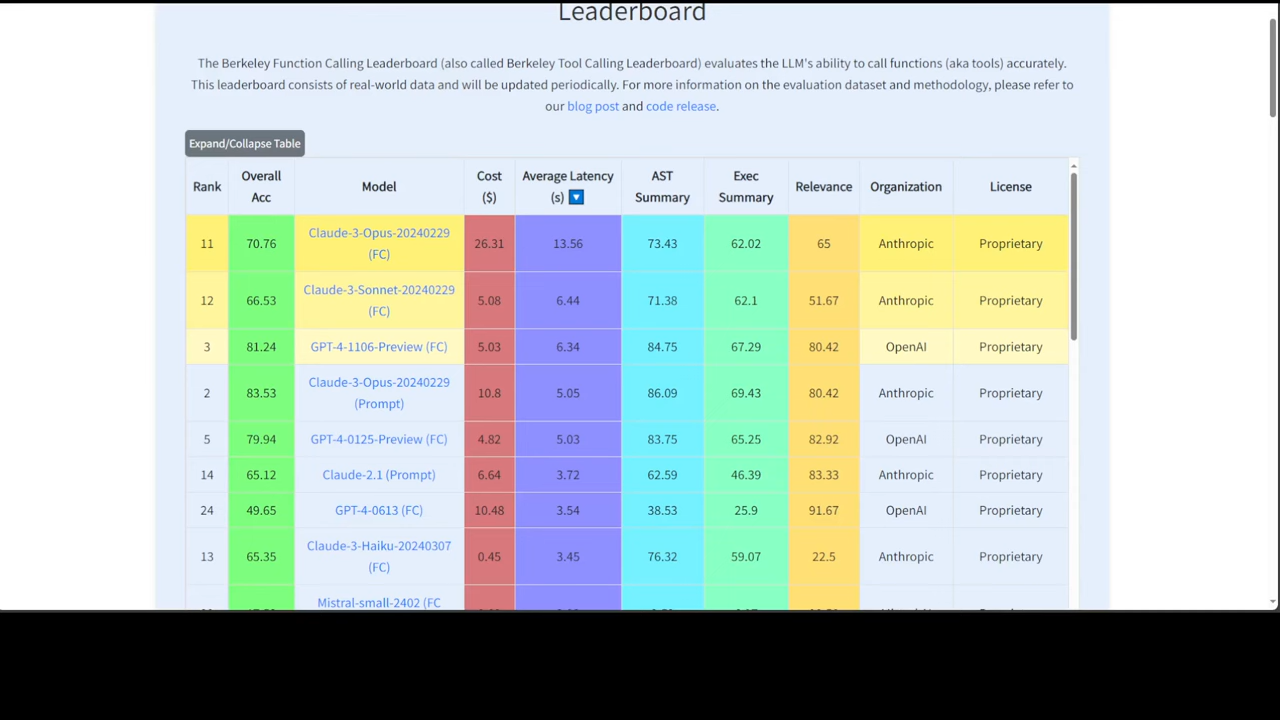 Leaderboard
The Berkeley Function Calling Leaderboard (also called Berkeley Tool Calling Leaderboard) evaluates the LLM's ability to call functions (aka tools) accurately.
This leaderboard consists of real-world data and will be updated periodically. For more information on the evaluation dataset and methodology, please refer to
our blog post and code release.
Expand/Collapse Table
Rank Overall Acc Model Cost ($) Average Latency (s) 🔽 AST Summary Exec Summary Relevance Organization License
11 70.76 Claude-3-Opus-20240229 (FC) 26.31 13.56 73.43 62.02 65 Anthropic Proprietary
12 66.53 Claude-3-Sonnet-20240229 (FC) 5.08 6.44 71.38 62.1 51.67 Anthropic Proprietary
3 81.24 GPT-4-1106-Preview (FC) 5.03 6.34 84.75 67.29 80.42 OpenAI Proprietary
2 83.53 Claude-3-Opus-20240229 (Prompt) 10.8 5.05 86.09 69.43 80.42 Anthropic Proprietary
5 79.94 GPT-4-0125-Preview (FC) 4.82 5.03 83.75 65.25 82.92 OpenAI Proprietary
14 65.12 Claude-2.1 (Prompt) 6.64 3.72 62.59 46.39 83.33 Anthropic Proprietary
24 49.65 GPT-4-0613 (FC) 10.48 3.54 38.53 25.9 91.67 OpenAI Proprietary
13 65.35 Claude-3-Haiku-20240307 (FC) 0.45 3.45 76.32 59.07 22.5 Anthropic Proprietary
Mistral-small-2402 (FC